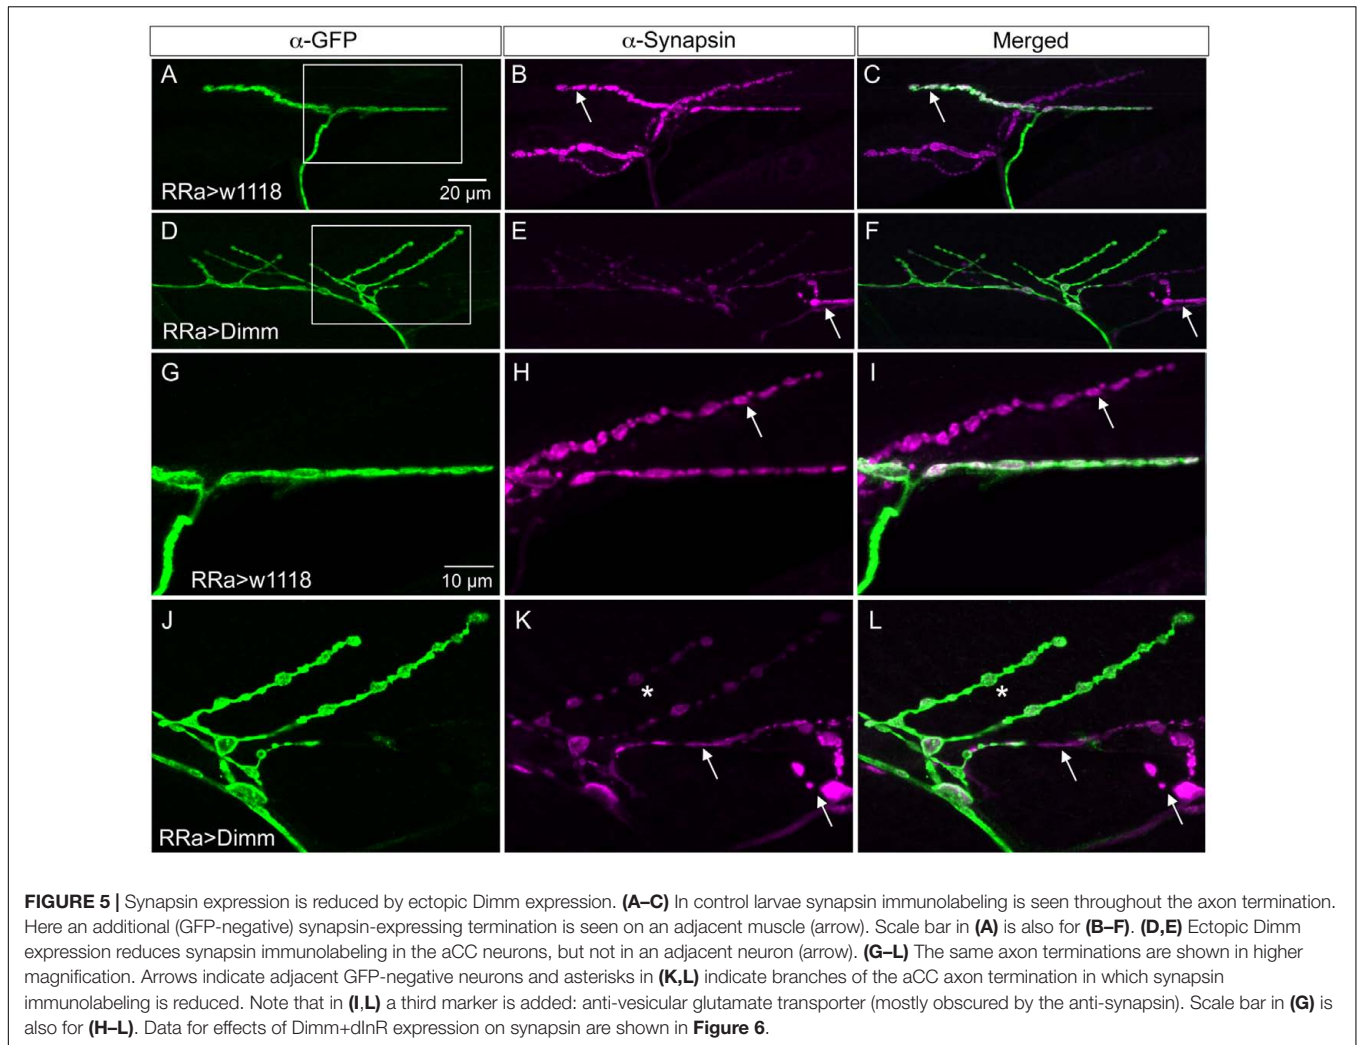 α-GFP α-Synapsin Merged
A B C
RRa>w1118 20 μm
D E F
RRa>Dimm
G H I
RRa>w1118 10 μm
J K L
* *
RRa>Dimm
FIGURE 5 | Synapsin expression is reduced by ectopic Dimm expression. (A–C) In control larvae synapsin immunolabeling is seen throughout the axon termination.
Here an additional (GFP-negative) synapsin-expressing termination is seen on an adjacent muscle (arrow). Scale bar in (A) is also for (B–F). (D,E) Ectopic Dimm
expression reduces synapsin immunolabeling in the aCC neurons, but not in an adjacent neuron (arrow). (G–L) The same axon terminations are shown in higher
magnification. Arrows indicate adjacent GFP-negative neurons and asterisks in (K,L) indicate branches of the aCC axon termination in which synapsin
immunolabeling is reduced. Note that in (I,L) a third marker is added: anti-vesicular glutamate transporter (mostly obscured by the anti-synapsin). Scale bar in (G) is
also for (H–L). Data for effects of Dimm+dInR expression on synapsin are shown in Figure 6.